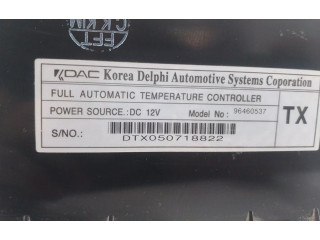 KDAC Korea Delphi Automotive Systems Coporation
FULL AUTOMATIC TEMPERATURE CONTROLLER
POWER SOURCE:DC 12V Model No : 96460537
TX
S/NO.: DTX050718822